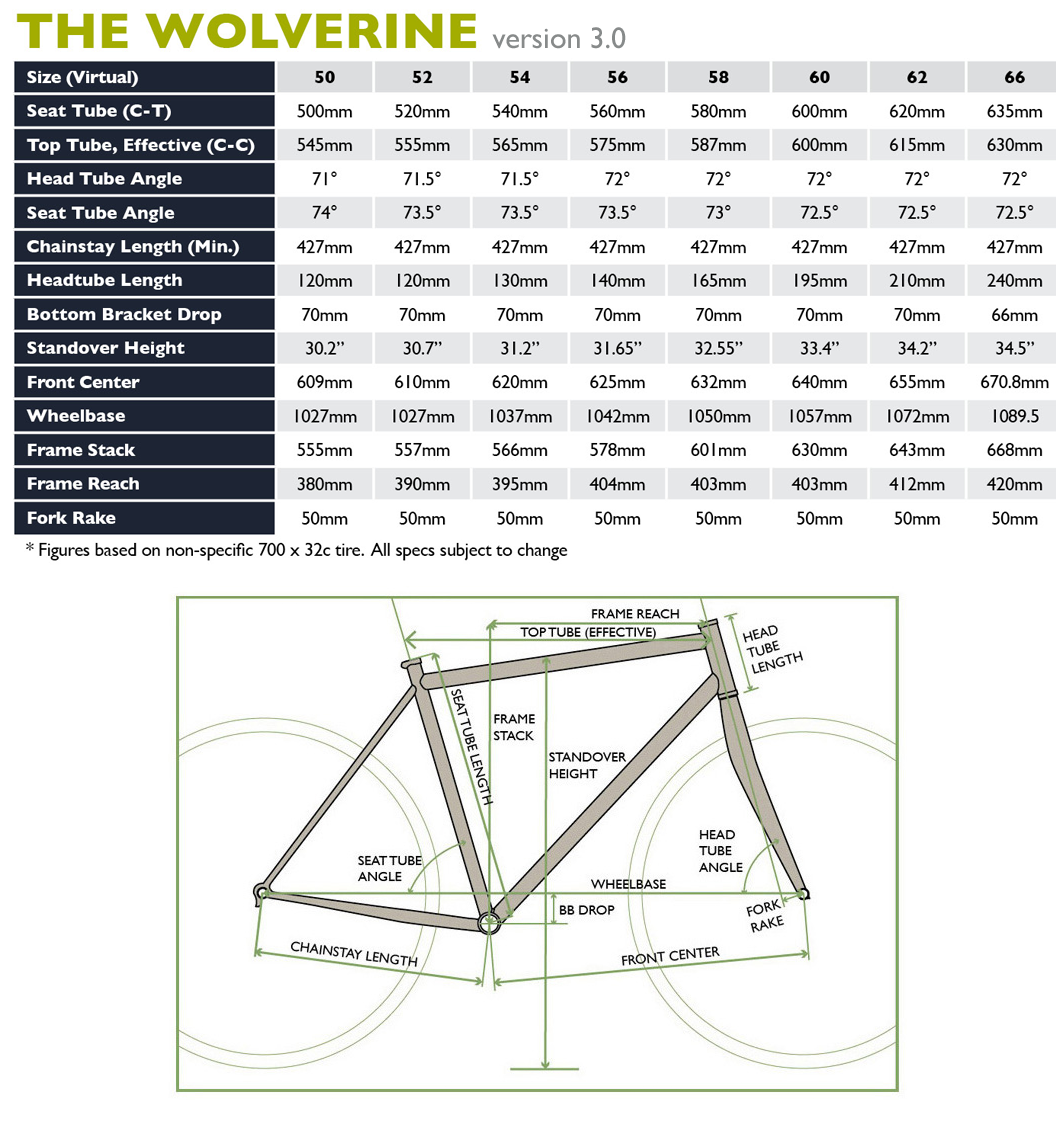 THE WOLVERINE version 3.0
Size (Virtual) 50 52 54 56 58 60 62 66
Seat Tube (C-T) 500mm 520mm 540mm 560mm 580mm 600mm 620mm 635mm
Top Tube, Effective (C-C) 545mm 555mm 565mm 575mm 587mm 600mm 615mm 630mm
Head Tube Angle 71° 71.5° 71.5° 72° 72° 72° 72° 72°
Seat Tube Angle 74° 73.5° 73.5° 73.5° 73° 72.5° 72.5° 72.5°
Chainstay Length (Min.) 427mm 427mm 427mm 427mm 427mm 427mm 427mm 427mm
Headtube Length 120mm 120mm 130mm 140mm 165mm 195mm 210mm 240mm
Bottom Bracket Drop 70mm 70mm 70mm 70mm 70mm 70mm 70mm 66mm
Standover Height 30.2” 30.7” 31.2” 31.65” 32.55” 33.4” 34.2” 34.5”
Front Center 609mm 610mm 620mm 625mm 632mm 640mm 655mm 670.8mm
Wheelbase 1027mm 1027mm 1037mm 1042mm 1050mm 1057mm 1072mm 1089.5
Frame Stack 555mm 557mm 566mm 578mm 601mm 630mm 643mm 668mm
Frame Reach 380mm 390mm 395mm 404mm 403mm 403mm 412mm 420mm
Fork Rake 50mm 50mm 50mm 50mm 50mm 50mm 50mm 50mm
* Figures based on non-specific 700 x 32c tire. All specs subject to change
FRAME REACH
TOP TUBE (EFFECTIVE)
HEAD
TUBE
LENGTH
SEAT TUBE LENGTH
FRAME
STACK
STANDOVER
HEIGHT
SEAT TUBE
ANGLE
HEAD
TUBE
ANGLE
WHEELBASE
BB DROP
FORK
RAKE
CHAINSTAY LENGTH
FRONT CENTER